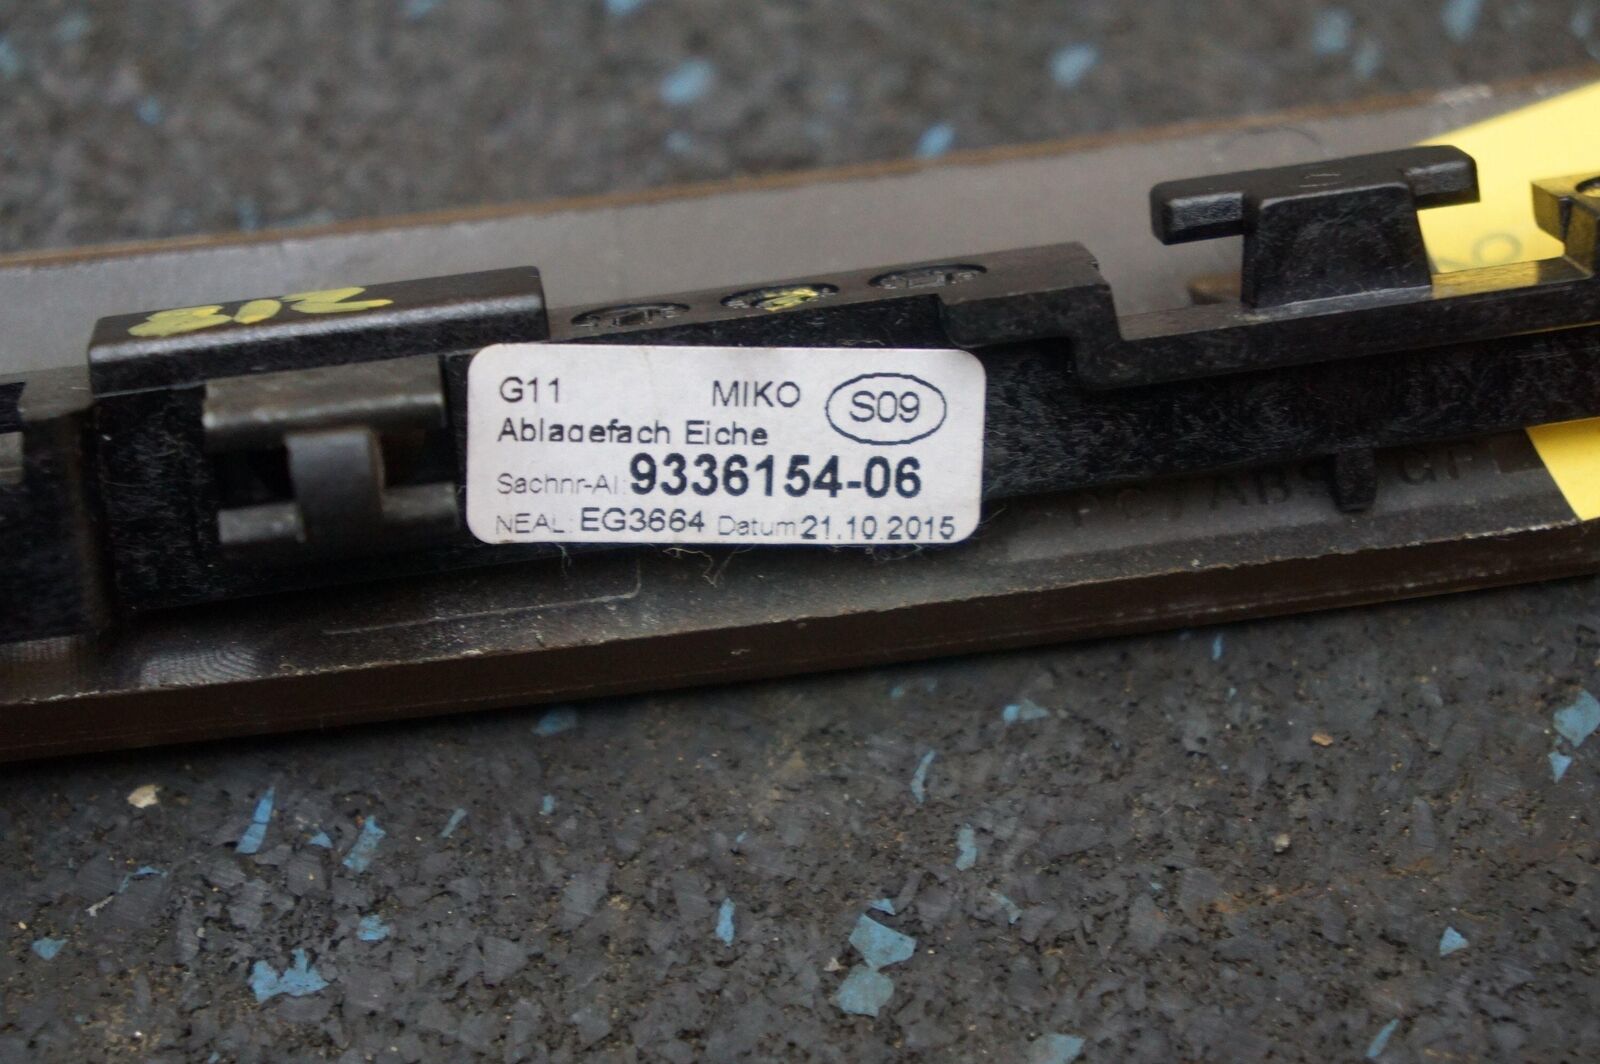 G11 MIKO S09
Ablagefach Eiche
Sachnr-AI: 9336154-06
NEAL: EG3664 Datum 21.10.2015